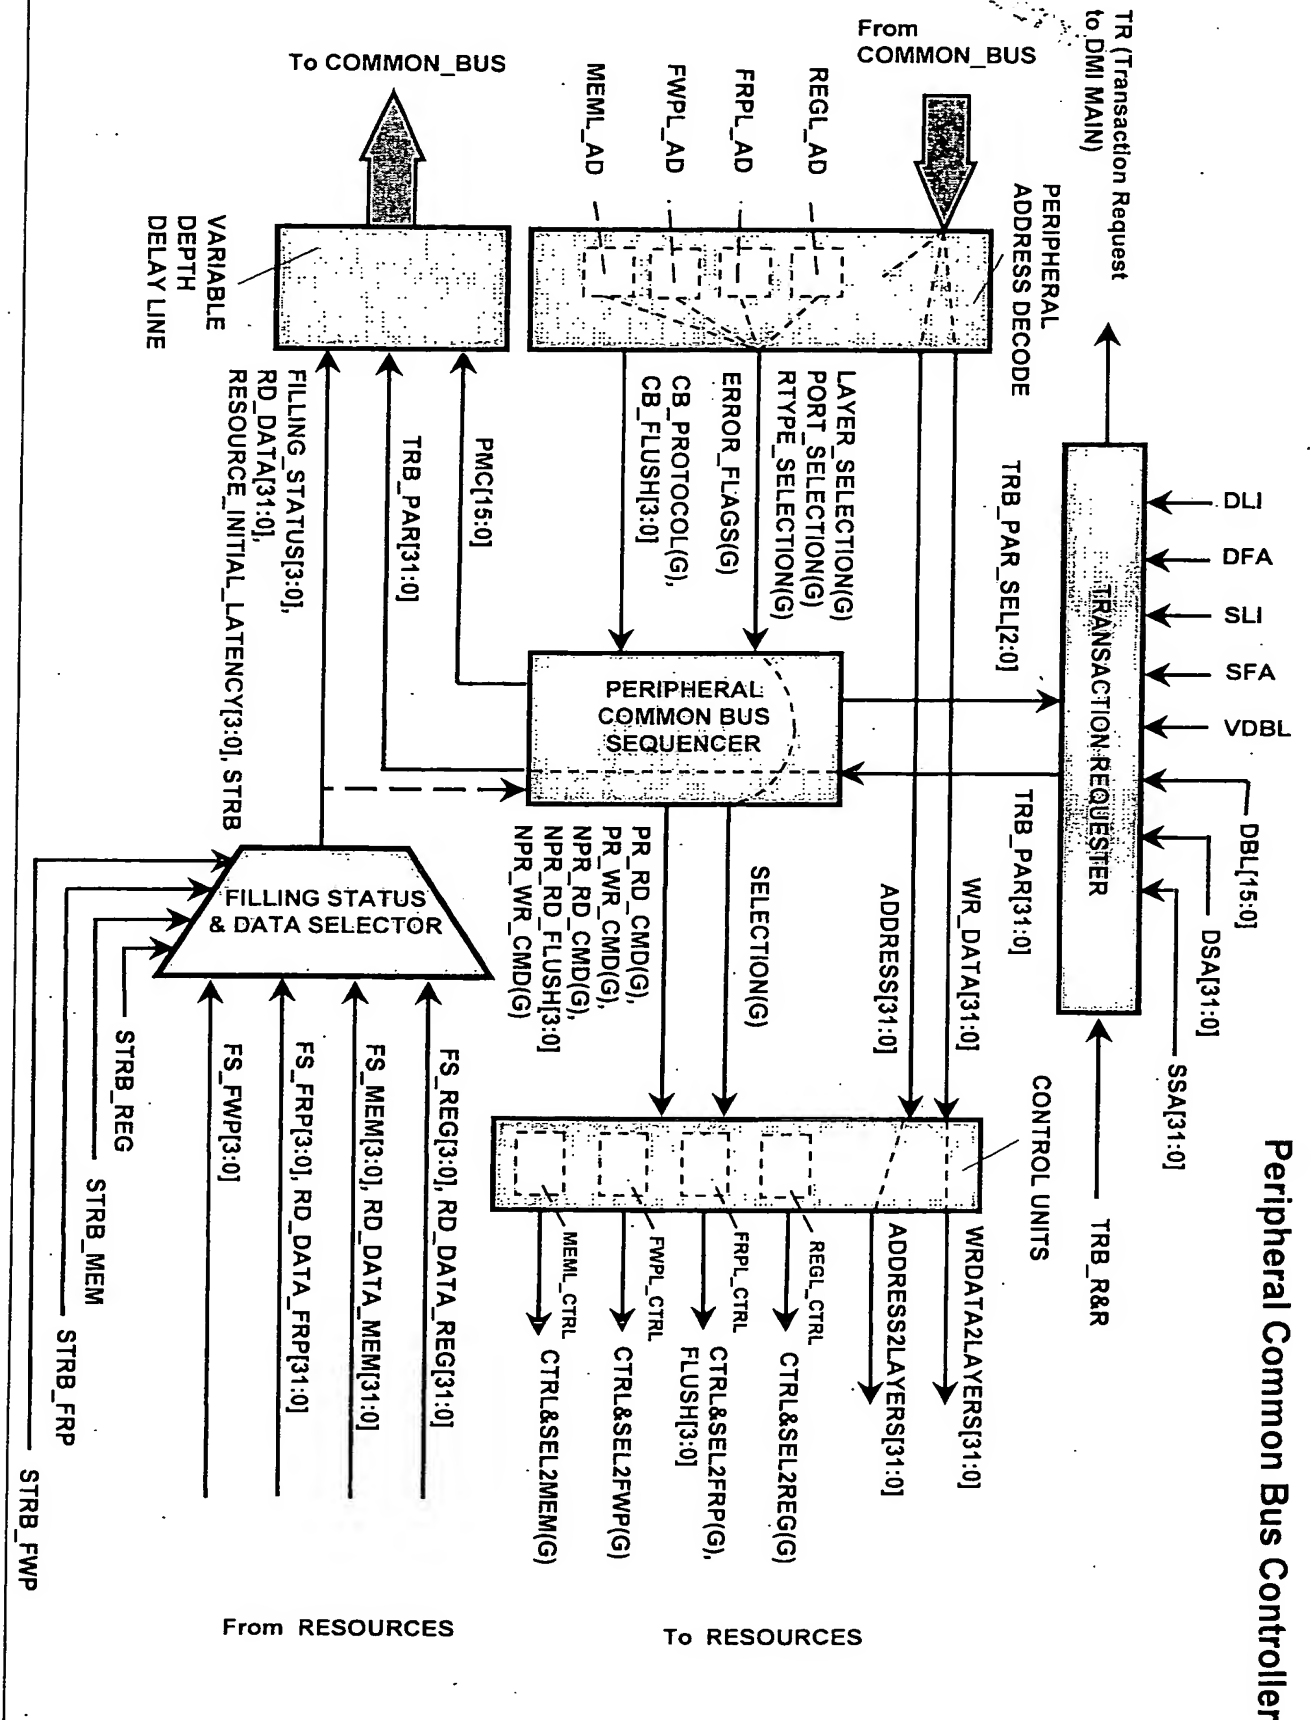 Peripheral Common Bus Controller
TR (Transaction Request
to DMI MAIN)
From
COMMON_BUS
To COMMON_BUS
MEML_AD
FWPL_AD
FRPL_AD
REGL_AD
PERIPHERAL
ADDRESS DECODE
VARIABLE
DEPTH
DELAY LINE
DLI
DFA
SLI
SFA
VDBL
DBL[15:0]
DSA[31:0]
SSA[31:0]
TRB_R&R
TRANSACTION REQUESTER
TRB_PAR_SEL[2:0]
TRB_PAR[31:0]
LAYER_SELECTION(G)
PORT_SELECTION(G)
RTYPE_SELECTION(G)
ERROR_FLAGS(G)
CB_PROTOCOL(G),
CB_FLUSH[3:0]
PMC[15:0]
TRB_PAR[31:0]
FILLING_STATUS[3:0],
RD_DATA[31:0],
RESOURCE_INITIAL_LATENCY[3:0], STRB
PERIPHERAL
COMMON BUS
SEQUENCER
WR_DATA[31:0]
ADDRESS[31:0]
SELECTION(G)
PR_RD_CMD(G),
PR_WR_CMD(G),
NPR_RD_CMD(G),
NPR_RD_FLUSH[3:0]
NPR_WR_CMD(G)
FILLING STATUS
& DATA SELECTOR
CONTROL UNITS
MEML_CTRL
FWPL_CTRL
FRPL_CTRL
REGL_CTRL
WRDATA2LAYERS[31:0]
ADDRESS2LAYERS[31:0]
CTRL&SEL2REG(G)
CTRL&SEL2FRP(G),
FLUSH[3:0]
CTRL&SEL2FWP(G)
CTRL&SEL2MEM(G)
FS_REG[3:0], RD_DATA_REG[31:0]
FS_MEM[3:0], RD_DATA_MEM[31:0]
FS_FRP[3:0], RD_DATA_FRP[31:0]
FS_FWP[3:0]
STRB_REG
STRB_MEM
STRB_FRP
STRB_FWP
From RESOURCES
To RESOURCES